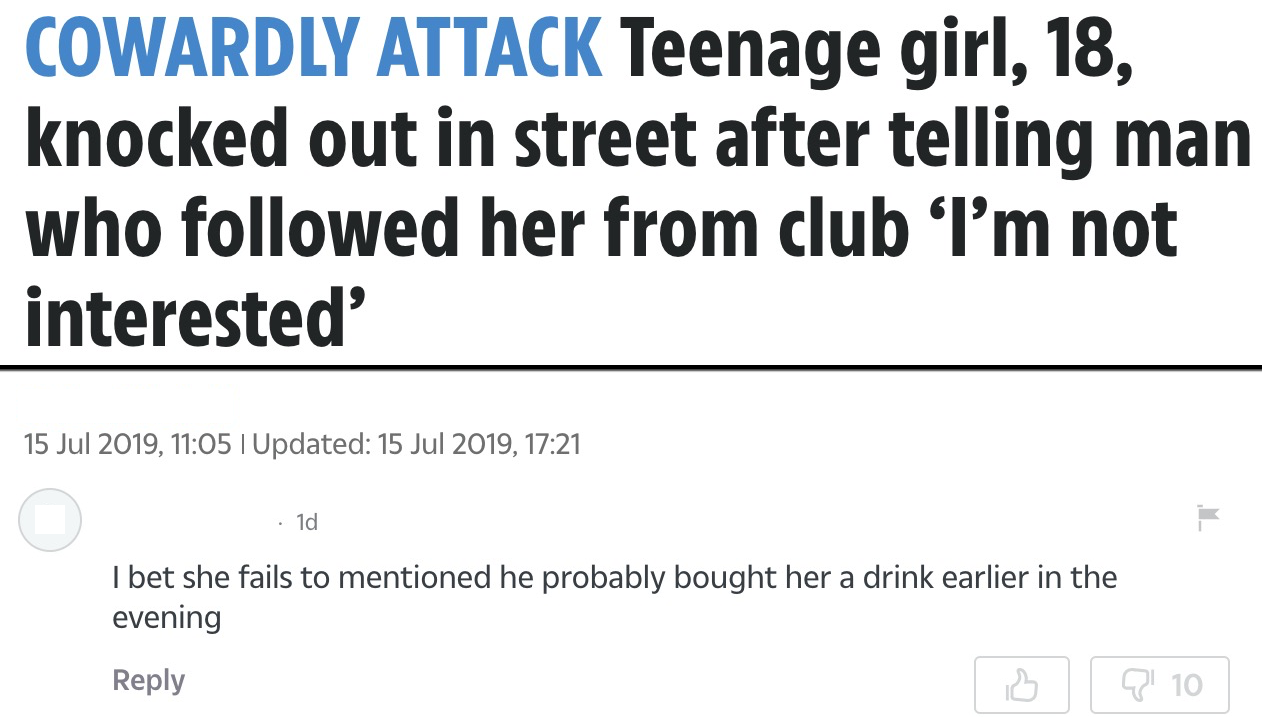 COWARDLY ATTACK Teenage girl, 18,
knocked out in street after telling man
who followed her from club ‘I’m not
interested’
15 Jul 2019, 11:05 | Updated: 15 Jul 2019, 17:21
· 1d
I bet she fails to mentioned he probably bought her a drink earlier in the
evening
Reply
10